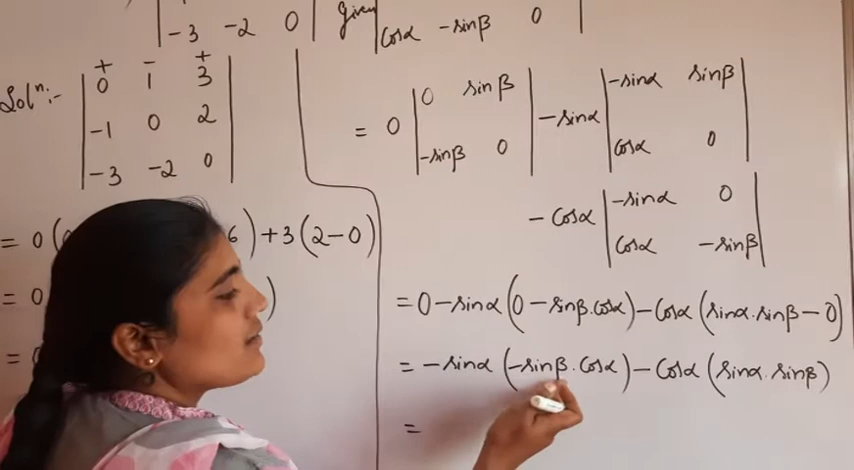 -3 -2 0
Given
cosα -sinβ 0
Solⁿ:-
+ - +
0 1 3
-1 0 2
-3 -2 0
= 0 ( 6) + 3(2-0)
= 0 )
=
= 0 |0 sinβ| - sinα |-sinα sinβ|
|-sinβ 0| |cosα 0|
- cosα |-sinα 0|
|cosα -sinβ|
= 0 - sinα (0 - sinβ.cosα) - cosα (sinα.sinβ - 0)
= - sinα (-sinβ.cosα) - cosα (sinα.sinβ)
=